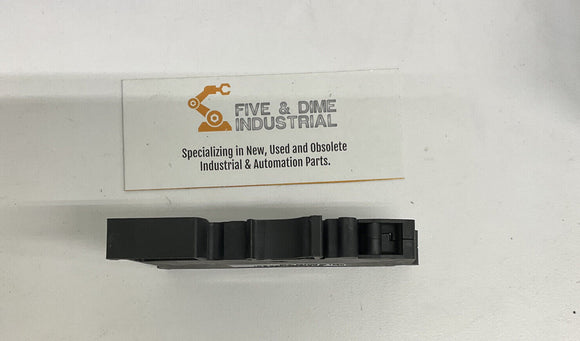 FIVE & DIME
INDUSTRIAL
Specializing in New, Used and Obsolete
Industrial & Automation Parts.